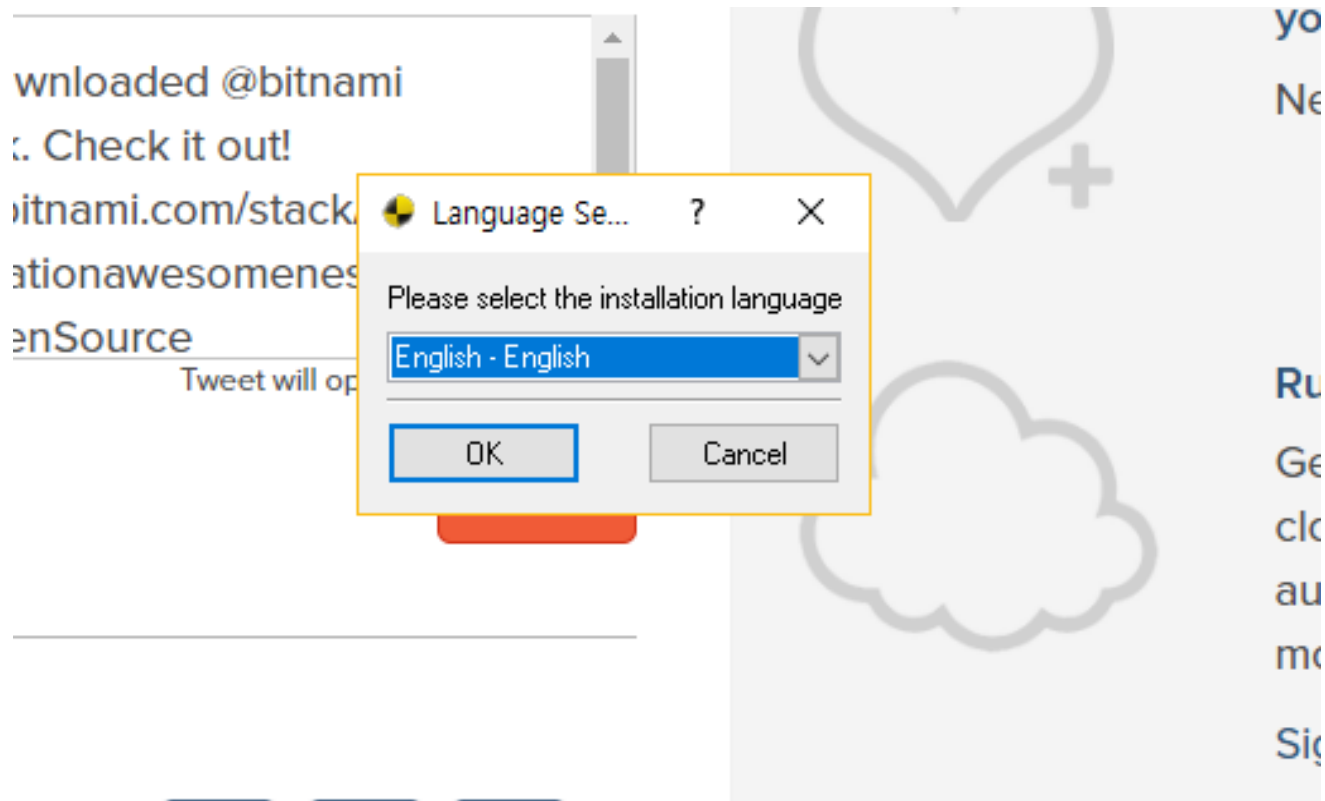 wnloaded @bitnami
k. Check it out!
bitnami.com/stack/
ationawesomenes
enSource
Tweet will op
Language Se... ?
Please select the installation language
English - English
OK Cancel
yo
Ne
Ru
Ge
clo
au
mo
Sig